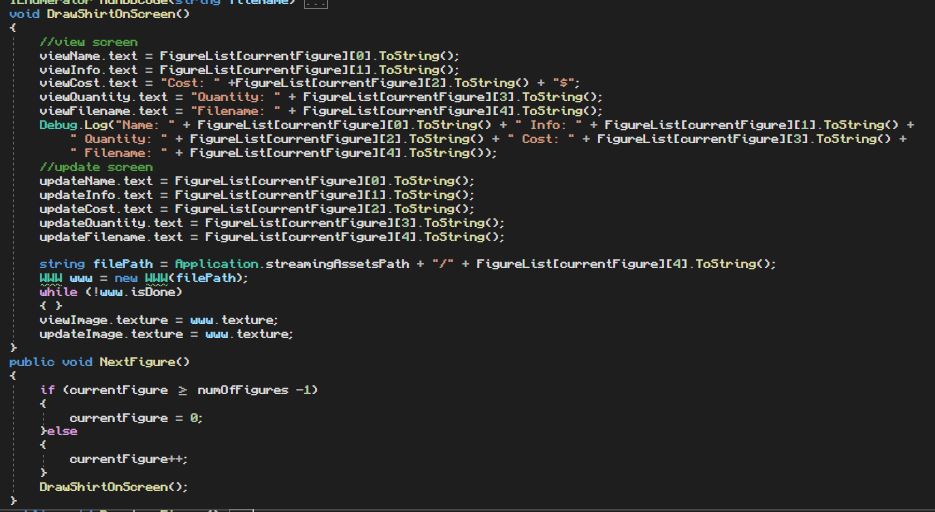 IEnumerator RunDbCode(string filename) ...
void DrawShirtOnScreen()
{
    //view screen
    viewName.text = FigureList[currentFigure][0].ToString();
    viewInfo.text = FigureList[currentFigure][1].ToString();
    viewCost.text = "Cost: " +FigureList[currentFigure][2].ToString() + "$";
    viewQuantity.text = "Quantity: " + FigureList[currentFigure][3].ToString();
    viewFilename.text = "Filename: " + FigureList[currentFigure][4].ToString();
    Debug.Log("Name: " + FigureList[currentFigure][0].ToString() + " Info: " + FigureList[currentFigure][1].ToString() +
        " Quantity: " + FigureList[currentFigure][2].ToString() + " Cost: " + FigureList[currentFigure][3].ToString() +
        " Filename: " + FigureList[currentFigure][4].ToString());
    //update screen
    updateName.text = FigureList[currentFigure][0].ToString();
    updateInfo.text = FigureList[currentFigure][1].ToString();
    updateCost.text = FigureList[currentFigure][2].ToString();
    updateQuantity.text = FigureList[currentFigure][3].ToString();
    updateFilename.text = FigureList[currentFigure][4].ToString();
    string filePath = Application.streamingAssetsPath + "/" + FigureList[currentFigure][4].ToString();
    WWW www = new WWW(filePath);
    while (!www.isDone)
    { }
    viewImage.texture = www.texture;
    updateImage.texture = www.texture;
}
public void NextFigure()
{
    if (currentFigure ≥ numOfFigures -1)
    {
        currentFigure = 0;
    }else
    {
        currentFigure++;
    }
    DrawShirtOnScreen();
}